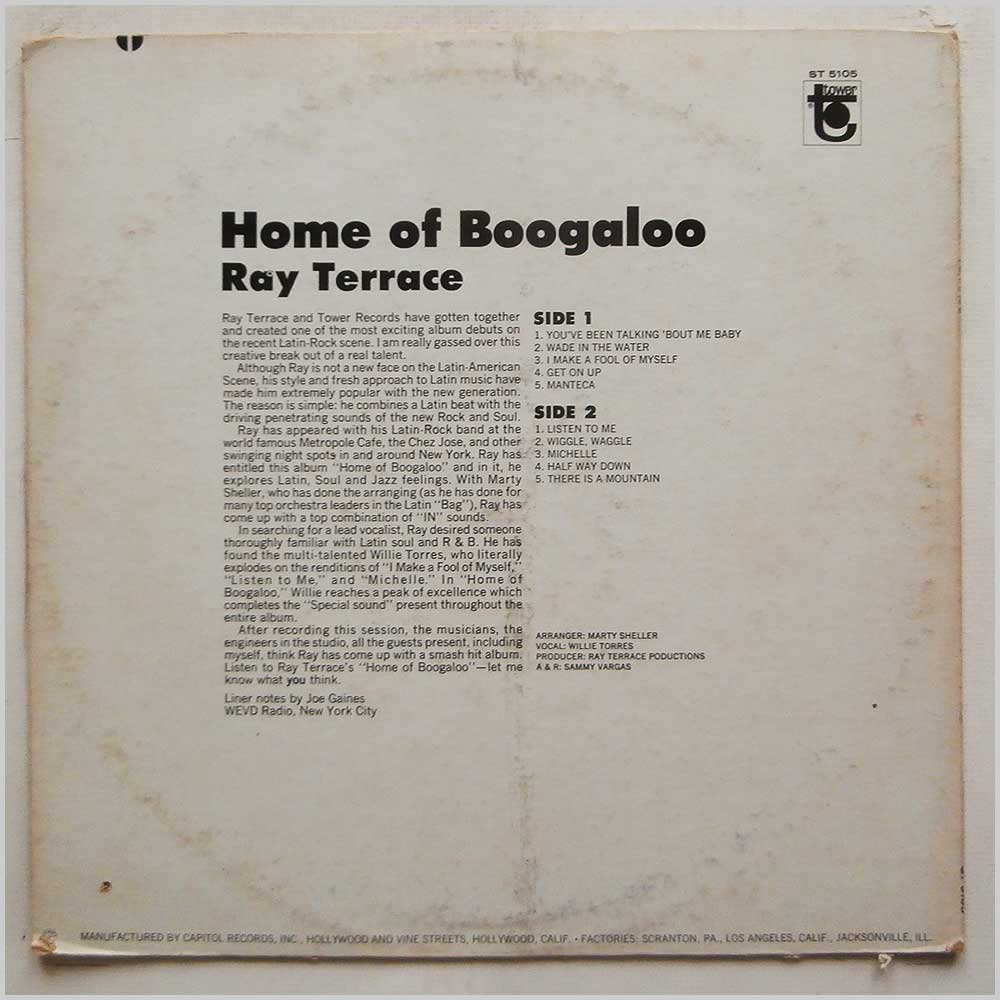 ST 5105
tower
Home of Boogaloo
Ray Terrace
Ray Terrace and Tower Records have gotten together
and created one of the most exciting album debuts on
the recent Latin-Rock scene. I am really gassed over this
creative break out of a real talent.
Although Ray is not a new face on the Latin-American
Scene, his style and fresh approach to Latin music have
made him extremely popular with the new generation.
The reason is simple: he combines a Latin beat with the
driving penetrating sounds of the new Rock and Soul.
Ray has appeared with his Latin-Rock band at the
world famous Metropole Cafe, the Chez Jose, and other
swinging night spots in and around New York. Ray has
entitled this album "Home of Boogaloo" and in it, he
explores Latin, Soul and Jazz feelings. With Marty
Sheller, who has done the arranging (as he has done for
many top orchestra leaders in the Latin "Bag"), Ray has
come up with a top combination of "IN" sounds.
In searching for a lead vocalist, Ray desired someone
thoroughly familiar with Latin soul and R & B. He has
found the multi-talented Willie Torres, who literally
explodes on the renditions of "I Make a Fool of Myself,"
"Listen to Me," and "Michelle." In "Home of
Boogaloo," Willie reaches a peak of excellence which
completes the "Special sound" present throughout the
entire album.
After recording this session, the musicians, the
engineers in the studio, all the guests present, including
myself, think Ray has come up with a smash hit album.
Listen to Ray Terrace's "Home of Boogaloo"—let me
know what you think.
Liner notes by Joe Gaines
WEVD Radio, New York City
SIDE 1
1. YOU'VE BEEN TALKING 'BOUT ME BABY
2. WADE IN THE WATER
3. I MAKE A FOOL OF MYSELF
4. GET ON UP
5. MANTECA
SIDE 2
1. LISTEN TO ME
2. WIGGLE, WAGGLE
3. MICHELLE
4. HALF WAY DOWN
5. THERE IS A MOUNTAIN
ARRANGER: MARTY SHELLER
VOCAL: WILLIE TORRES
PRODUCER: RAY TERRACE PODUCTIONS
A & R: SAMMY VARGAS
MANUFACTURED BY CAPITOL RECORDS, INC., HOLLYWOOD AND VINE STREETS, HOLLYWOOD, CALIF. • FACTORIES: SCRANTON, PA., LOS ANGELES, CALIF., JACKSONVILLE, ILL.